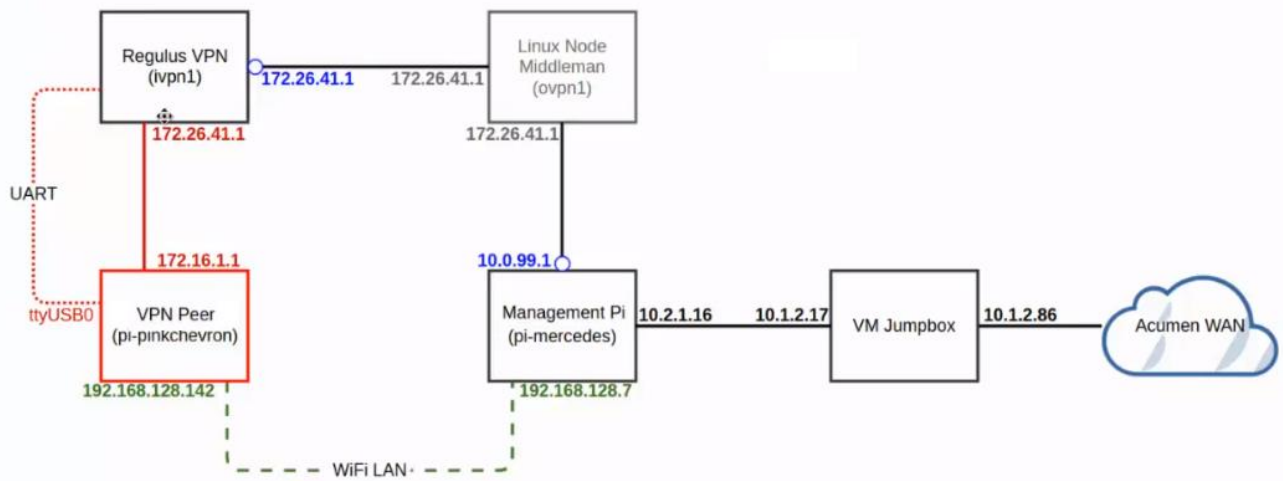 Regulus VPN
(ivpn1)
Linux Node
Middleman
(ovpn1)
172.26.41.1
172.26.41.1
172.26.41.1
172.26.41.1
UART
172.16.1.1
10.0.99.1
ttyUSB0
VPN Peer
(pi-pinkchevron)
Management Pi
(pi-mercedes)
10.2.1.16
10.1.2.17
VM Jumpbox
10.1.2.86
Acumen WAN
192.168.128.142
192.168.128.7
WiFi LAN